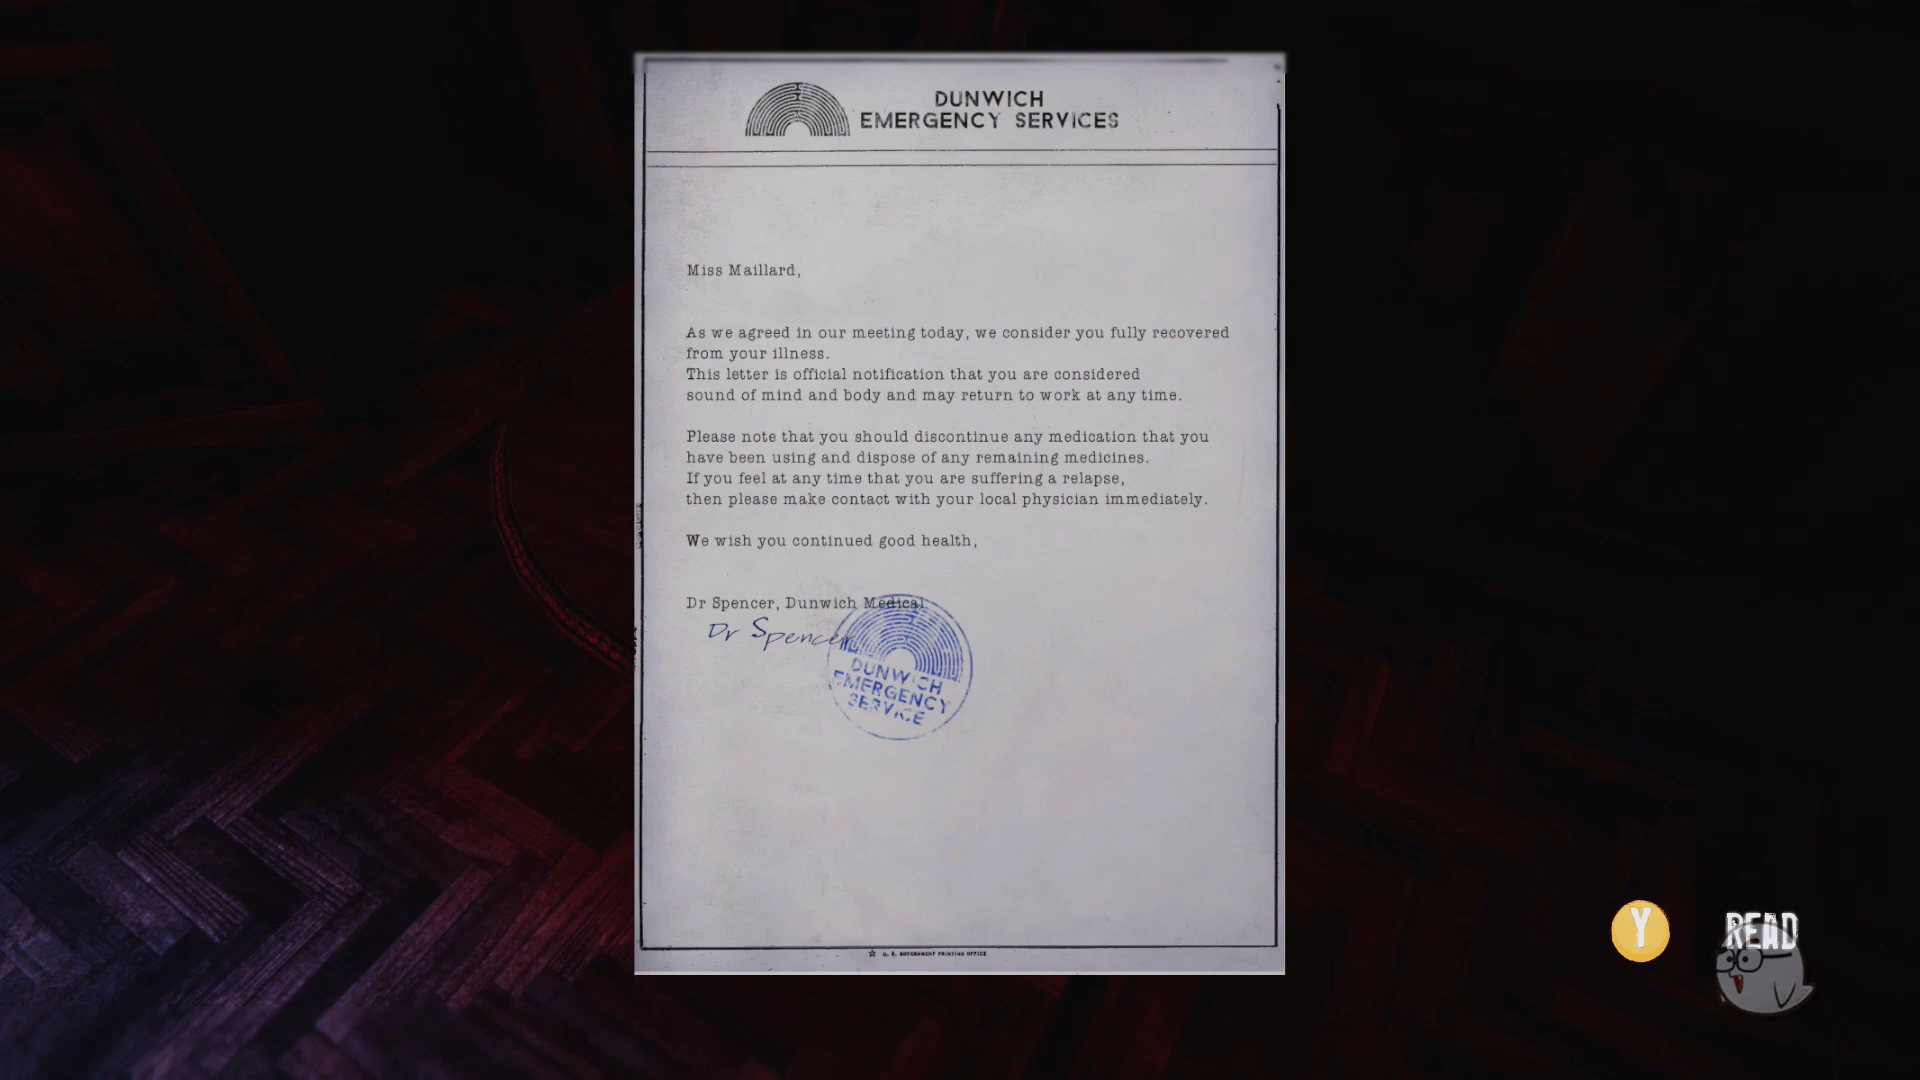 DUNWICH
EMERGENCY SERVICES
Miss Maillard,
As we agreed in our meeting today, we consider you fully recovered
from your illness.
This letter is official notification that you are considered
sound of mind and body and may return to work at any time.
Please note that you should discontinue any medication that you
have been using and dispose of any remaining medicines.
If you feel at any time that you are suffering a relapse,
then please make contact with your local physician immediately.
We wish you continued good health,
Dr Spencer, Dunwich Medical
Dr Spencer
DUNWICH
EMERGENCY
SERVICE
U. S. GOVERNMENT PRINTING OFFICE
Y READ